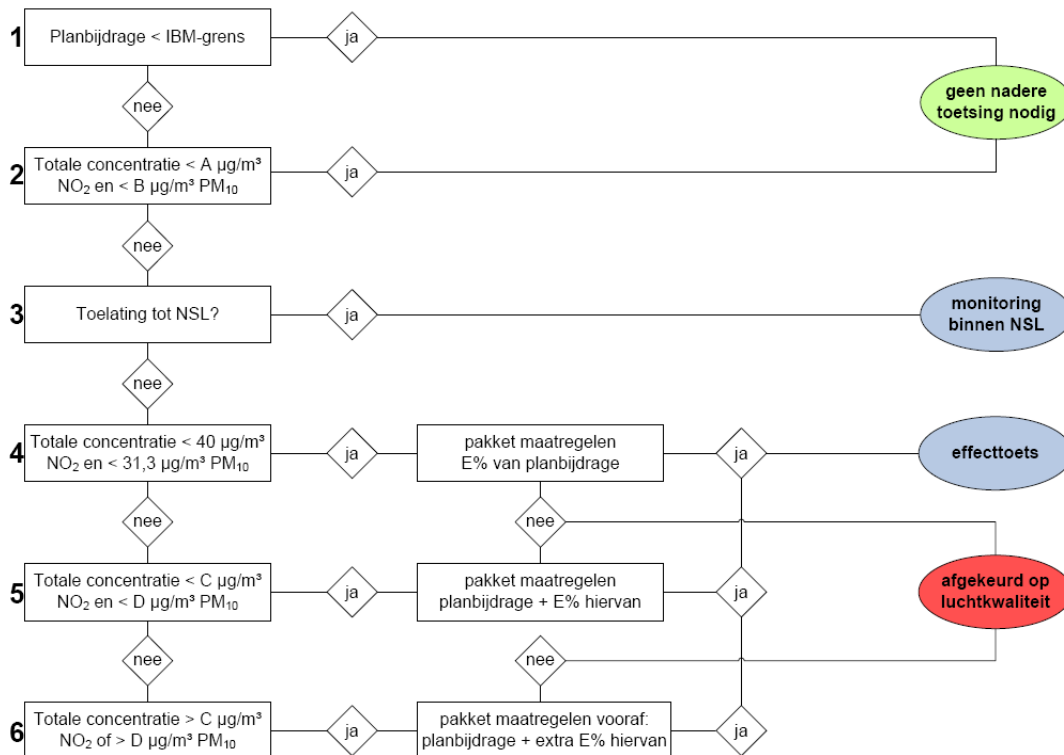 1
Planbijdrage < IBM-grens
ja
nee
geen nadere
toetsing nodig
2
Totale concentratie < A µg/m³
NO₂ en < B µg/m³ PM₁₀
ja
nee
3
Toelating tot NSL?
ja
monitoring
binnen NSL
nee
4
Totale concentratie < 40 µg/m³
NO₂ en < 31,3 µg/m³ PM₁₀
ja
pakket maatregelen
E% van planbijdrage
ja
effecttoets
nee
nee
5
Totale concentratie < C µg/m³
NO₂ en < D µg/m³ PM₁₀
ja
pakket maatregelen
planbijdrage + E% hiervan
ja
afgekeurd op
luchtkwaliteit
nee
nee
6
Totale concentratie > C µg/m³
NO₂ of > D µg/m³ PM₁₀
ja
pakket maatregelen vooraf:
planbijdrage + extra E% hiervan
ja